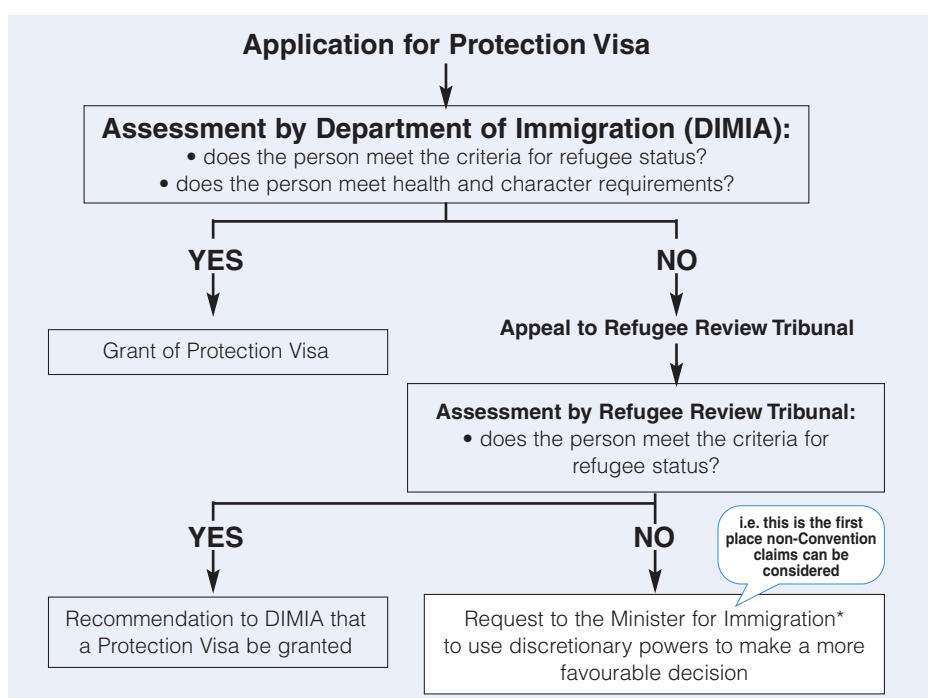 Application for Protection Visa
Assessment by Department of Immigration (DIMIA):
• does the person meet the criteria for refugee status?
• does the person meet health and character requirements?
YES
NO
Grant of Protection Visa
Appeal to Refugee Review Tribunal
Assessment by Refugee Review Tribunal:
• does the person meet the criteria for
refugee status?
YES
NO
i.e. this is the first
place non-Convention
claims can be
considered
Recommendation to DIMIA that
a Protection Visa be granted
Request to the Minister for Immigration*
to use discretionary powers to make a more
favourable decision